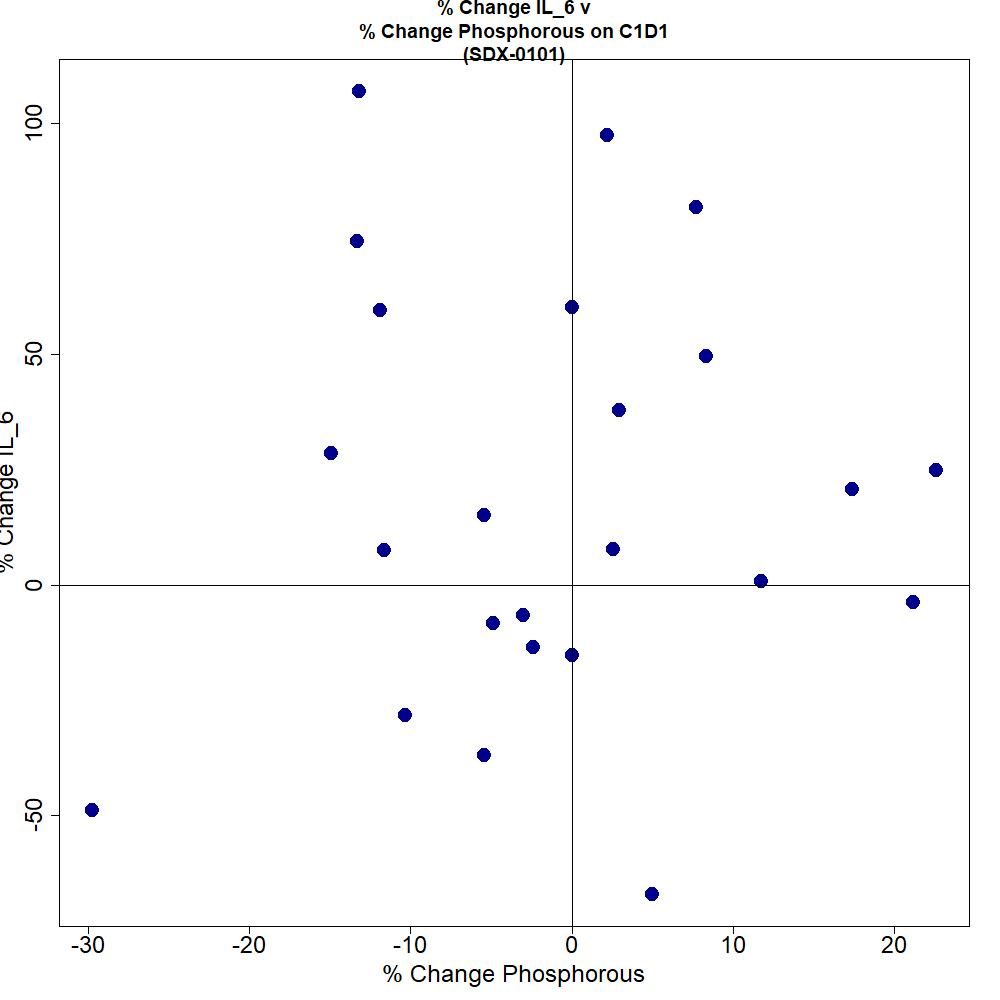 % Change IL_6 v
% Change Phosphorous on C1D1
(SDX-0101)
100
50
0
-50
% Change IL_6
-30
-20
-10
0
10
20
% Change Phosphorous